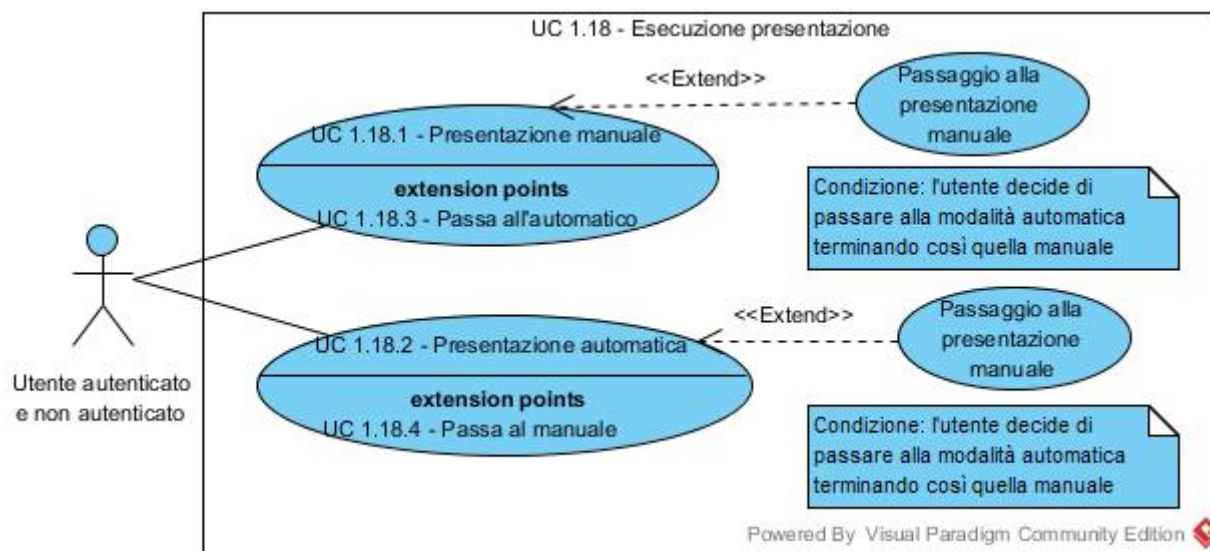 UC 1.18 - Esecuzione presentazione
<<Extend>>
Passaggio alla
presentazione
manuale
UC 1.18.1 - Presentazione manuale
extension points
UC 1.18.3 - Passa all'automatico
Condizione: l'utente decide di
passare alla modalità automatica
terminando così quella manuale
Utente autenticato
e non autenticato
<<Extend>>
Passaggio alla
presentazione
manuale
UC 1.18.2 - Presentazione automatica
extension points
UC 1.18.4 - Passa al manuale
Condizione: l'utente decide di
passare alla modalità automatica
terminando così quella manuale
Powered By Visual Paradigm Community Edition